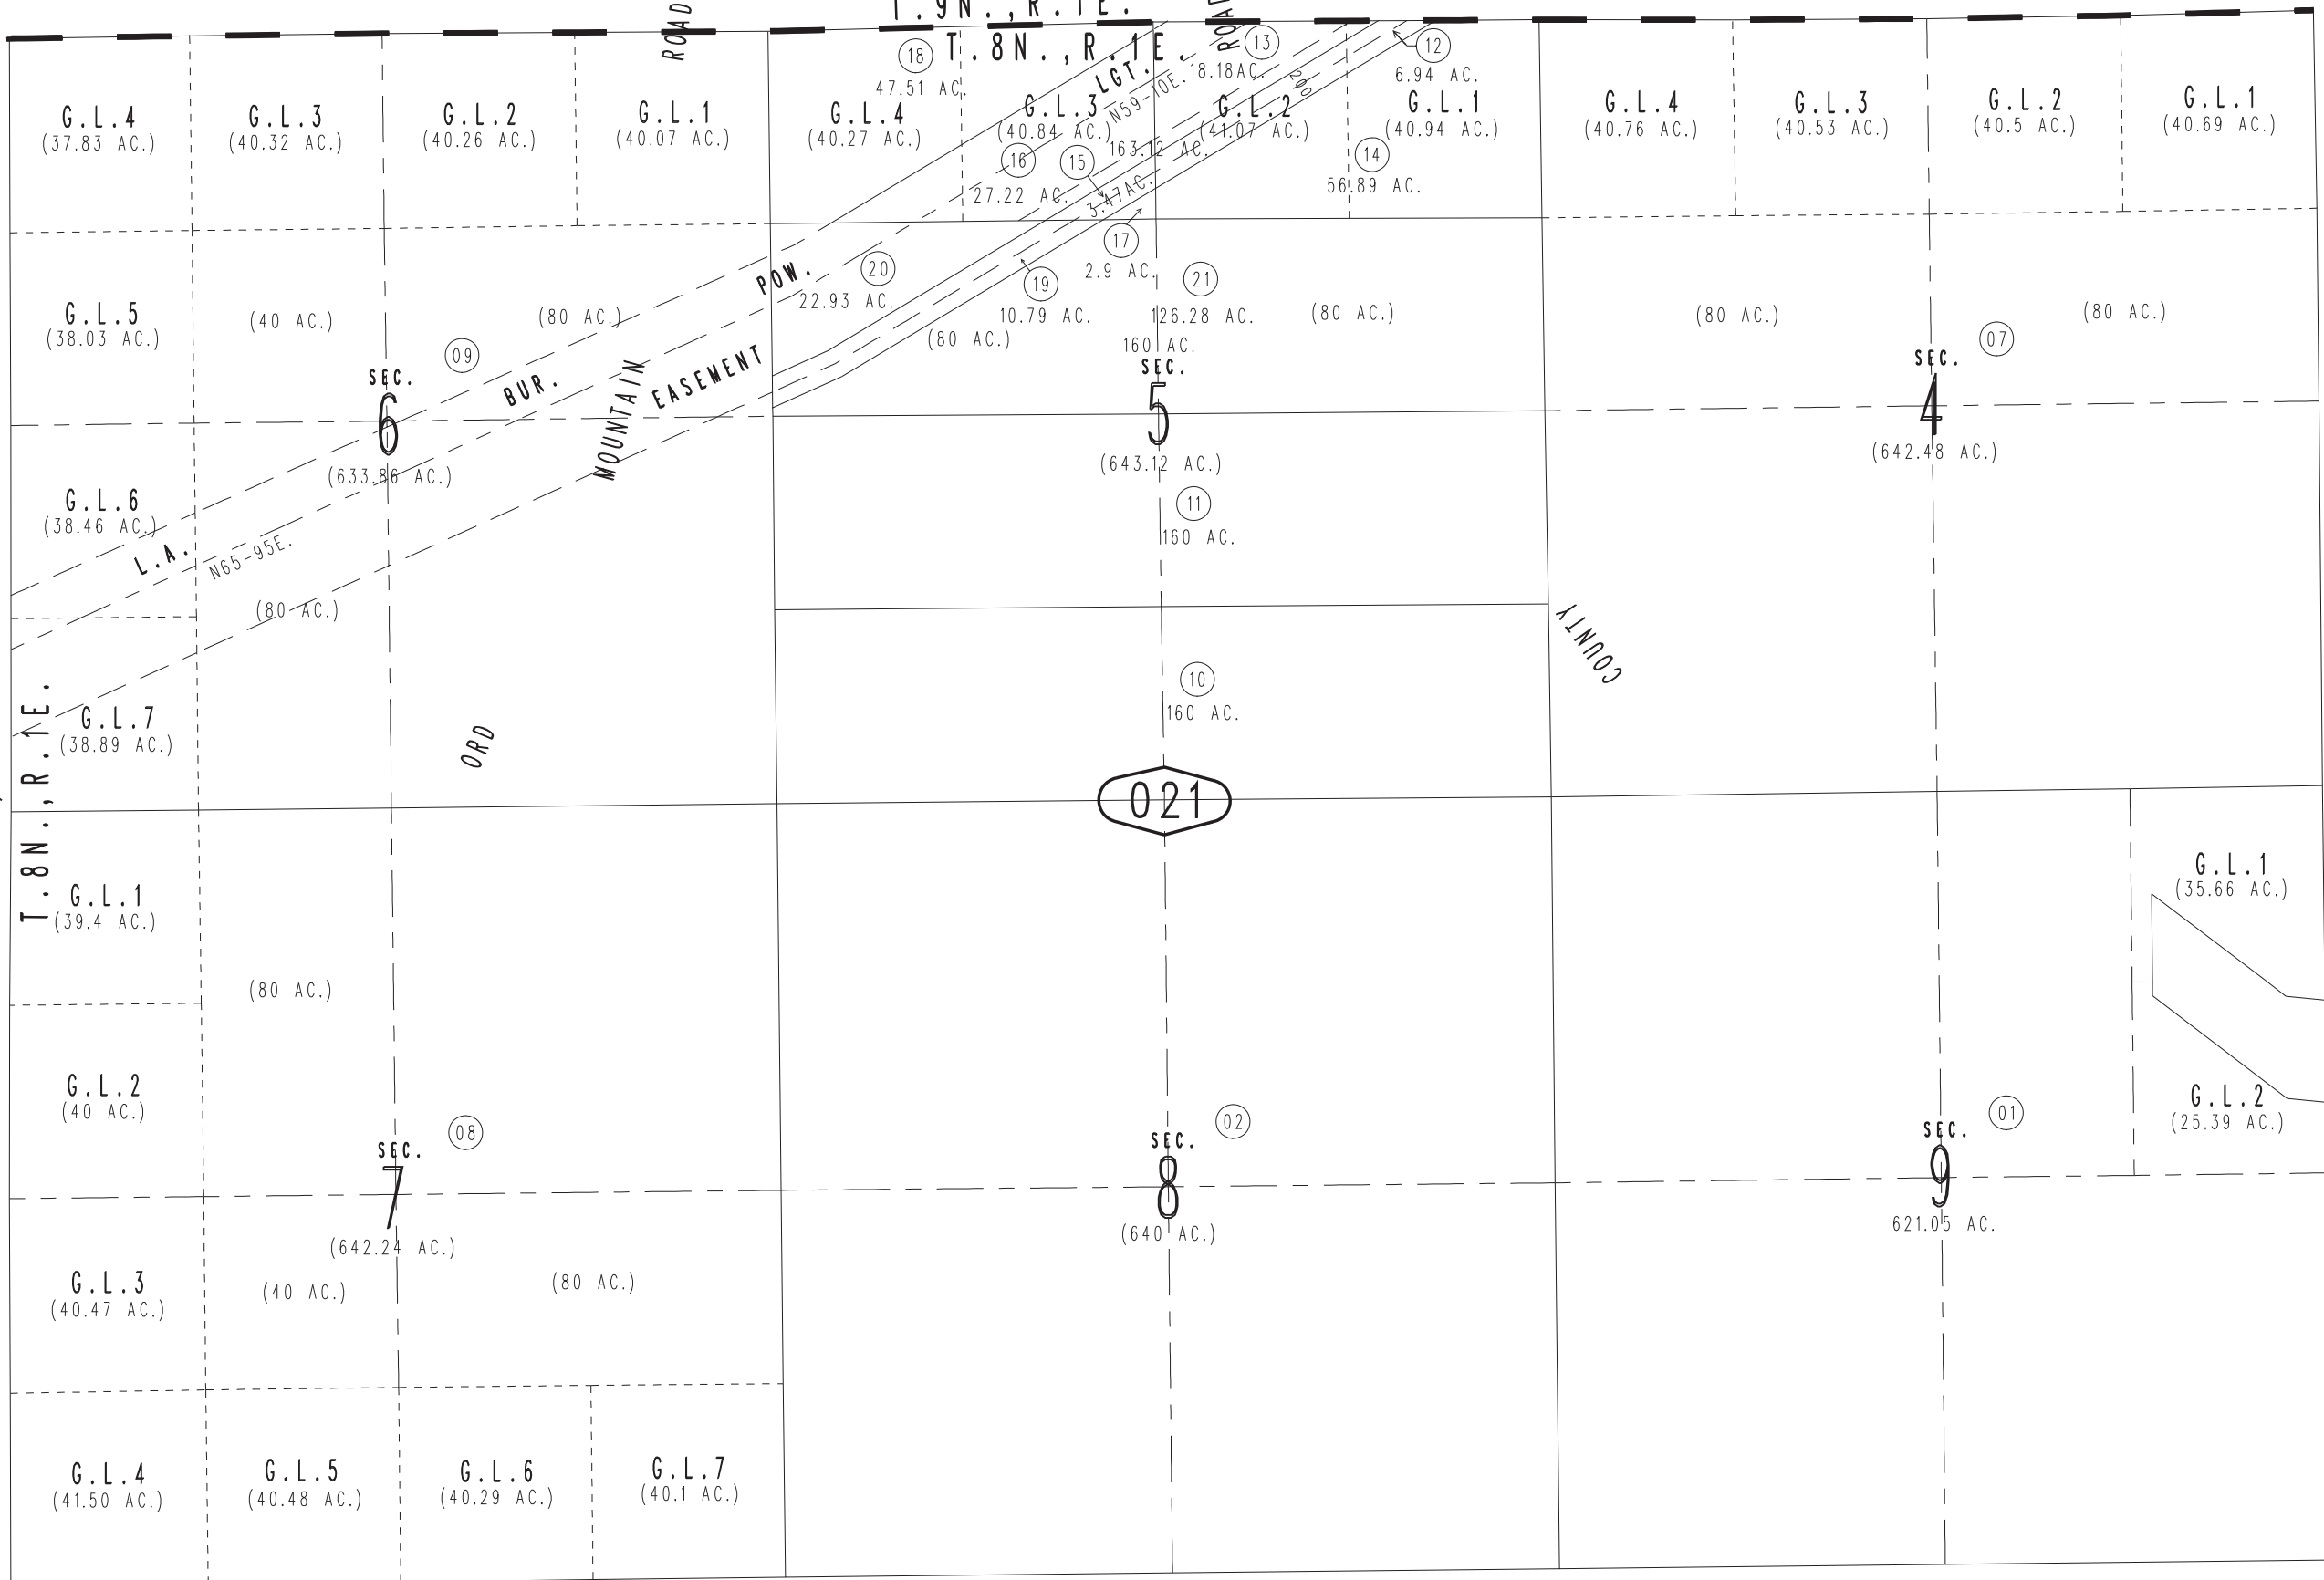 T.9N.,R.1E.
T.8N.,R.1E.
ROAD
ROAD
18
47.51 AC.
13
18.18AC.
12
6.94 AC.
LGT.
N59-10E.
200
G.L.4
(37.83 AC.)
G.L.3
(40.32 AC.)
G.L.2
(40.26 AC.)
G.L.1
(40.07 AC.)
G.L.4
(40.27 AC.)
G.L.3
(40.84 AC.)
G.L.2
(41.07 AC.)
G.L.1
(40.94 AC.)
G.L.4
(40.76 AC.)
G.L.3
(40.53 AC.)
G.L.2
(40.5 AC.)
G.L.1
(40.69 AC.)
163.12 AC.
16
27.22 AC.
15
3.47AC.
14
56.89 AC.
17
2.9 AC.
POW.
20
22.93 AC.
19
10.79 AC.
21
126.28 AC.
160 AC.
G.L.5
(38.03 AC.)
(40 AC.)
(80 AC.)
(80 AC.)
(80 AC.)
(80 AC.)
(80 AC.)
09
SEC.
6
(633.86 AC.)
BUR.
EASEMENT
MOUNTAIN
SEC.
5
(643.12 AC.)
07
SEC.
4
(642.48 AC.)
G.L.6
(38.46 AC.)
L.A.
N65-95E.
11
160 AC.
(80 AC.)
COUNTY
10
160 AC.
T.8N.,R.1E.
G.L.7
(38.89 AC.)
ORD
021
G.L.1
(39.4 AC.)
G.L.1
(35.66 AC.)
(80 AC.)
G.L.2
(40 AC.)
G.L.2
(25.39 AC.)
08
SEC.
7
(642.24 AC.)
02
SEC.
8
(640 AC.)
01
SEC.
9
621.05 AC.
G.L.3
(40.47 AC.)
(40 AC.)
(80 AC.)
G.L.4
(41.50 AC.)
G.L.5
(40.48 AC.)
G.L.6
(40.29 AC.)
G.L.7
(40.1 AC.)